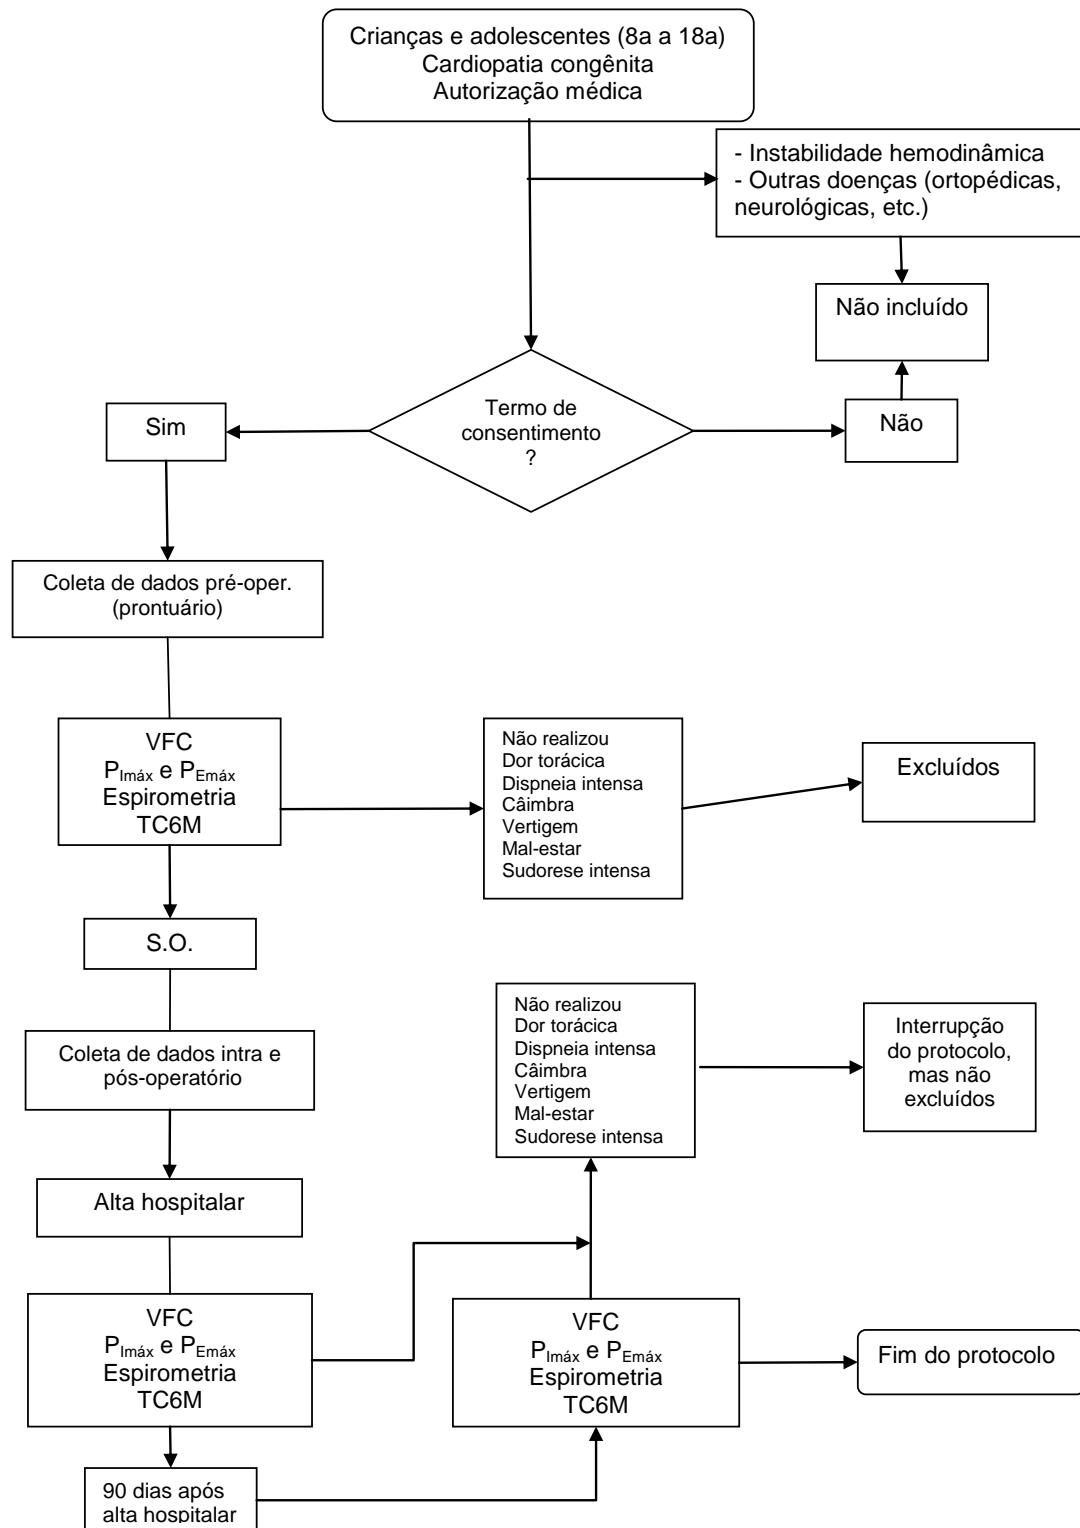 Crianças e adolescentes (8a a 18a)
Cardiopatia congênita
Autorização médica
- Instabilidade hemodinâmica
- Outras doenças (ortopédicas,
neurológicas, etc.)
Não incluído
Termo de
consentimento
?
Sim
Não
Coleta de dados pré-oper.
(prontuário)
VFC
PImáx e PEmáx
Espirometria
TC6M
Não realizou
Dor torácica
Dispneia intensa
Câimbra
Vertigem
Mal-estar
Sudorese intensa
Excluídos
S.O.
Coleta de dados intra e
pós-operatório
Não realizou
Dor torácica
Dispneia intensa
Câimbra
Vertigem
Mal-estar
Sudorese intensa
Interrupção
do protocolo,
mas não
excluídos
Alta hospitalar
VFC
PImáx e PEmáx
Espirometria
TC6M
VFC
PImáx e PEmáx
Espirometria
TC6M
Fim do protocolo
90 dias após
alta hospitalar